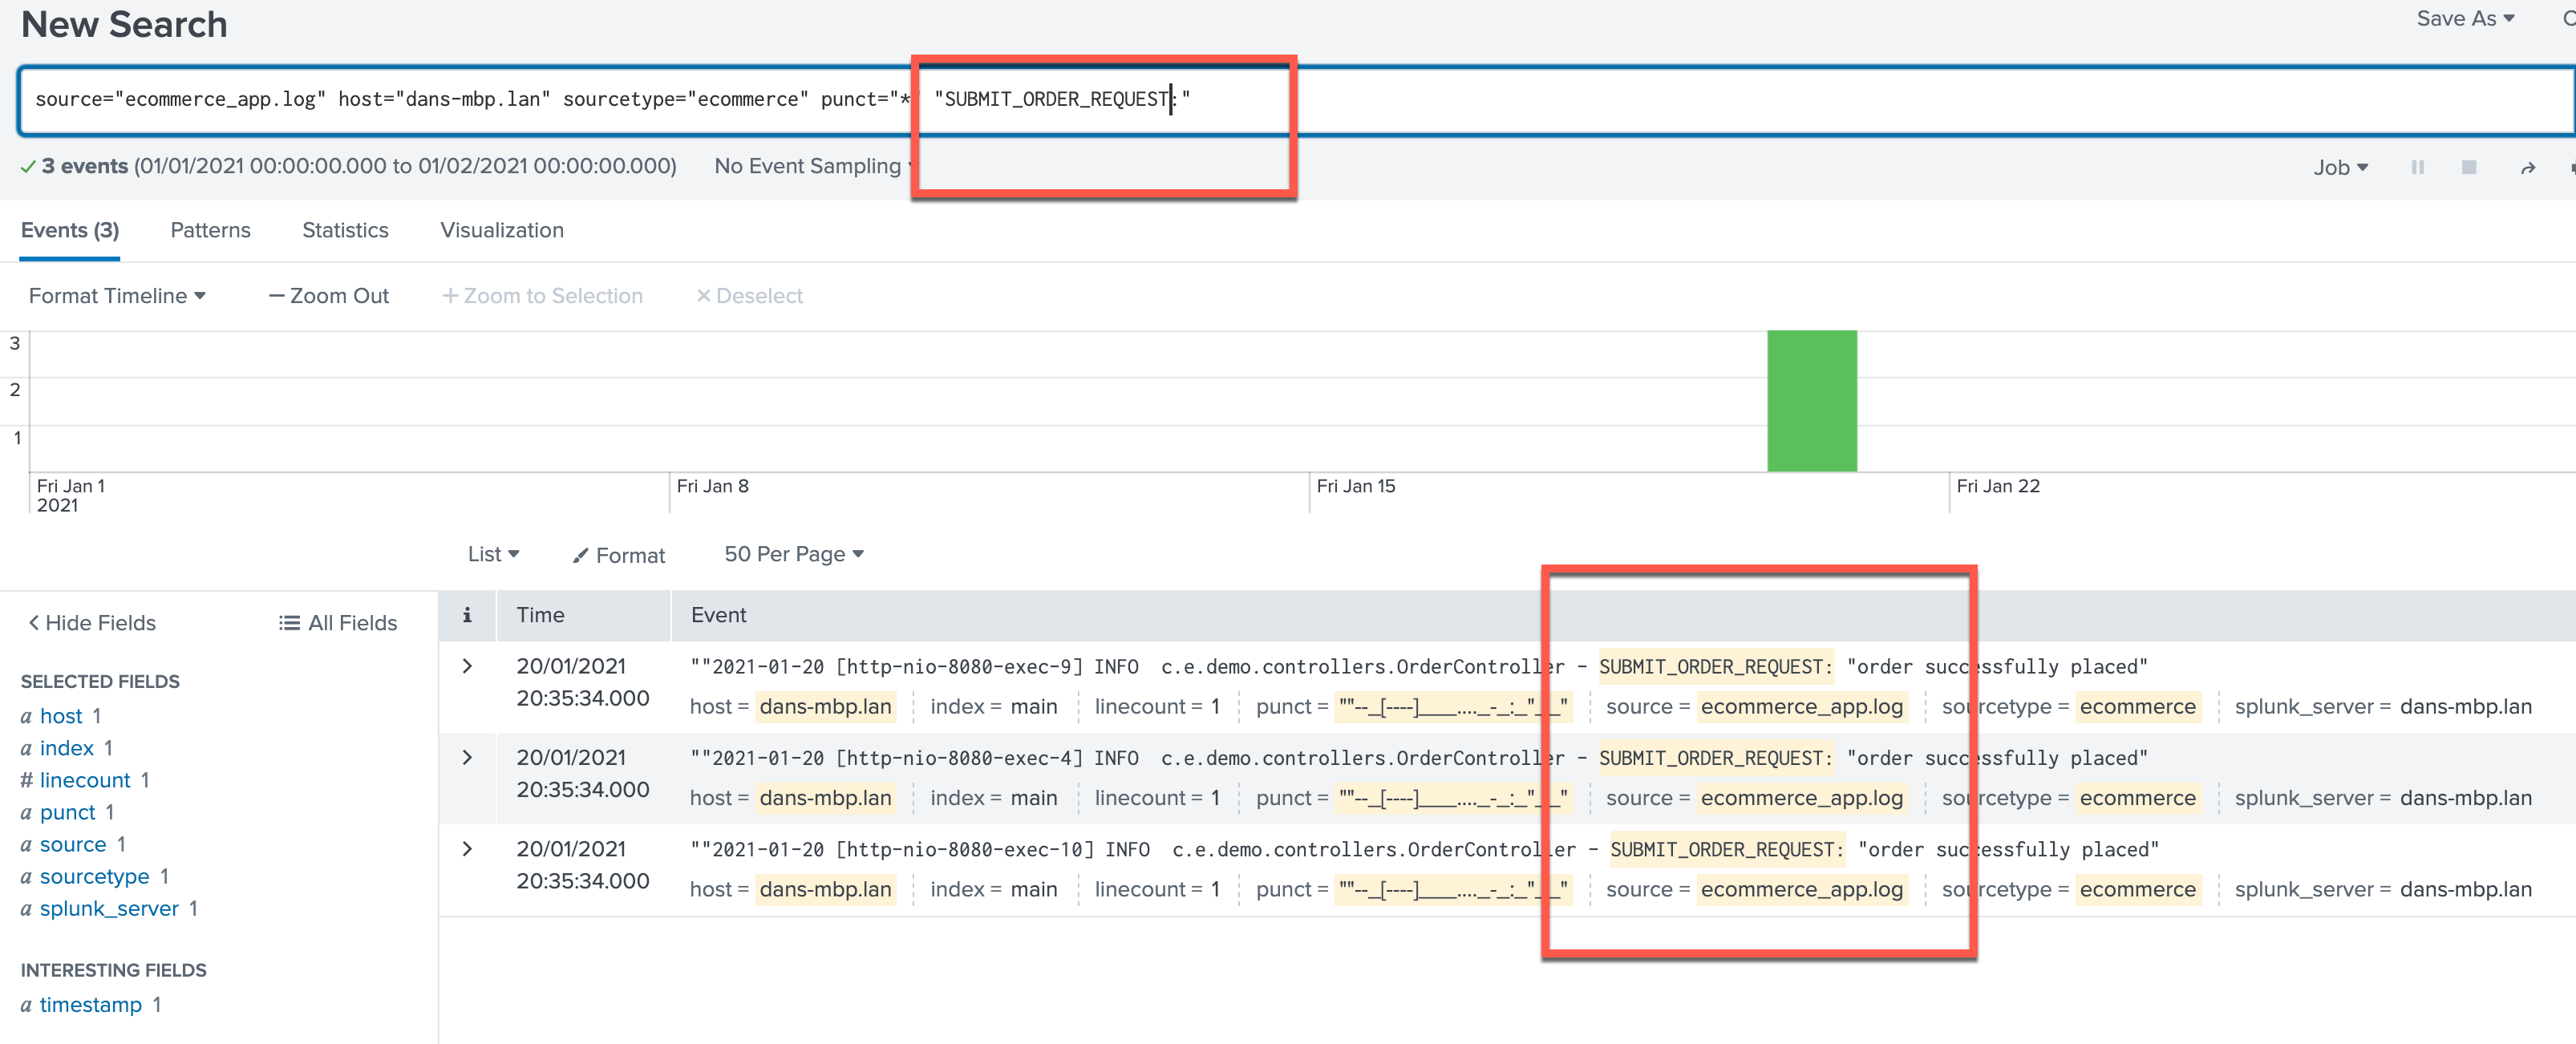 New Search
Save As
source="ecommerce_app.log" host="dans-mbp.lan" sourcetype="ecommerce" punct="* "SUBMIT_ORDER_REQUEST:"
3 events (01/01/2021 00:00:00.000 to 01/02/2021 00:00:00.000) No Event Sampling
Job
Events (3) Patterns Statistics Visualization
Format Timeline — Zoom Out + Zoom to Selection × Deselect
3
2
1
Fri Jan 1 Fri Jan 8 Fri Jan 15 Fri Jan 22
2021
List Format 50 Per Page
< Hide Fields All Fields
i Time Event
SELECTED FIELDS
a host 1
a index 1
# linecount 1
a punct 1
a source 1
a sourcetype 1
a splunk_server 1
INTERESTING FIELDS
a timestamp 1
> 20/01/2021 ""2021-01-20 [http-nio-8080-exec-9] INFO c.e.demo.controllers.OrderController - SUBMIT_ORDER_REQUEST: "order successfully placed"
20:35:34.000 host = dans-mbp.lan index = main linecount = 1 punct = ""--_[----]____...._-_:_"__" source = ecommerce_app.log sourcetype = ecommerce splunk_server = dans-mbp.lan
> 20/01/2021 ""2021-01-20 [http-nio-8080-exec-4] INFO c.e.demo.controllers.OrderController - SUBMIT_ORDER_REQUEST: "order successfully placed"
20:35:34.000 host = dans-mbp.lan index = main linecount = 1 punct = ""--_[----]____...._-_:_"__" source = ecommerce_app.log sourcetype = ecommerce splunk_server = dans-mbp.lan
> 20/01/2021 ""2021-01-20 [http-nio-8080-exec-10] INFO c.e.demo.controllers.OrderController - SUBMIT_ORDER_REQUEST: "order successfully placed"
20:35:34.000 host = dans-mbp.lan index = main linecount = 1 punct = ""--_[----]____...._-_:_"__" source = ecommerce_app.log sourcetype = ecommerce splunk_server = dans-mbp.lan